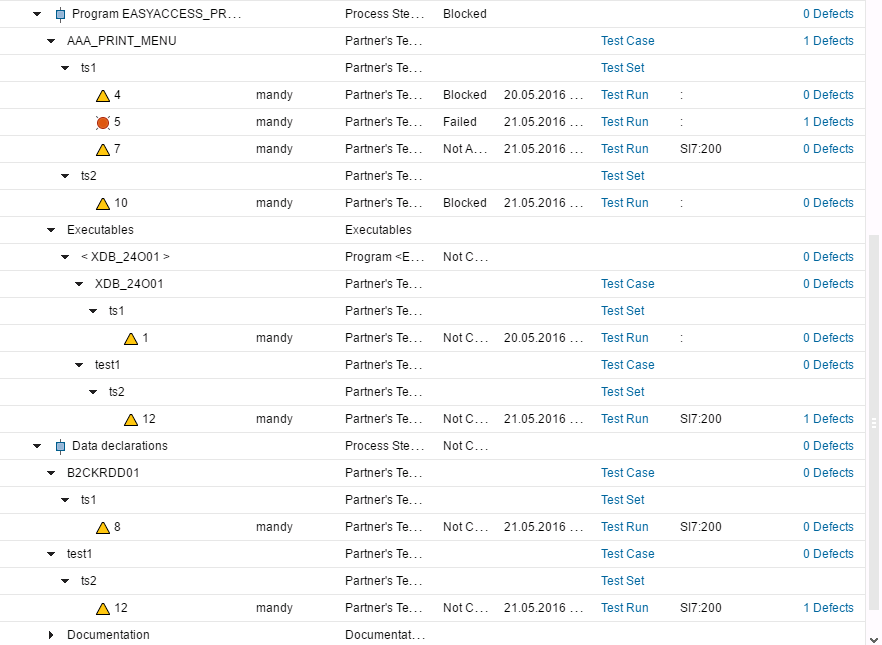 Program EASYACCESS_PR... Process Ste... Blocked 0 Defects
AAA_PRINT_MENU Partner's Te... Test Case 1 Defects
ts1 Partner's Te... Test Set
4 mandy Partner's Te... Blocked 20.05.2016 ... Test Run : 0 Defects
5 mandy Partner's Te... Failed 21.05.2016 ... Test Run : 1 Defects
7 mandy Partner's Te... Not A... 21.05.2016 ... Test Run SI7:200 0 Defects
ts2 Partner's Te... Test Set
10 mandy Partner's Te... Blocked 21.05.2016 ... Test Run : 0 Defects
Executables Executables
< XDB_24O01 > Program <E... Not C... 0 Defects
XDB_24O01 Partner's Te... Test Case 0 Defects
ts1 Partner's Te... Test Set
1 mandy Partner's Te... Not C... 20.05.2016 ... Test Run : 0 Defects
test1 Partner's Te... Test Case 0 Defects
ts2 Partner's Te... Test Set
12 mandy Partner's Te... Not C... 21.05.2016 ... Test Run SI7:200 1 Defects
Data declarations Process Ste... Not C... 0 Defects
B2CKRDD01 Partner's Te... Test Case 0 Defects
ts1 Partner's Te... Test Set
8 mandy Partner's Te... Not C... 21.05.2016 ... Test Run SI7:200 0 Defects
test1 Partner's Te... Test Case 0 Defects
ts2 Partner's Te... Test Set
12 mandy Partner's Te... Not C... 21.05.2016 ... Test Run SI7:200 1 Defects
Documentation Documentat...